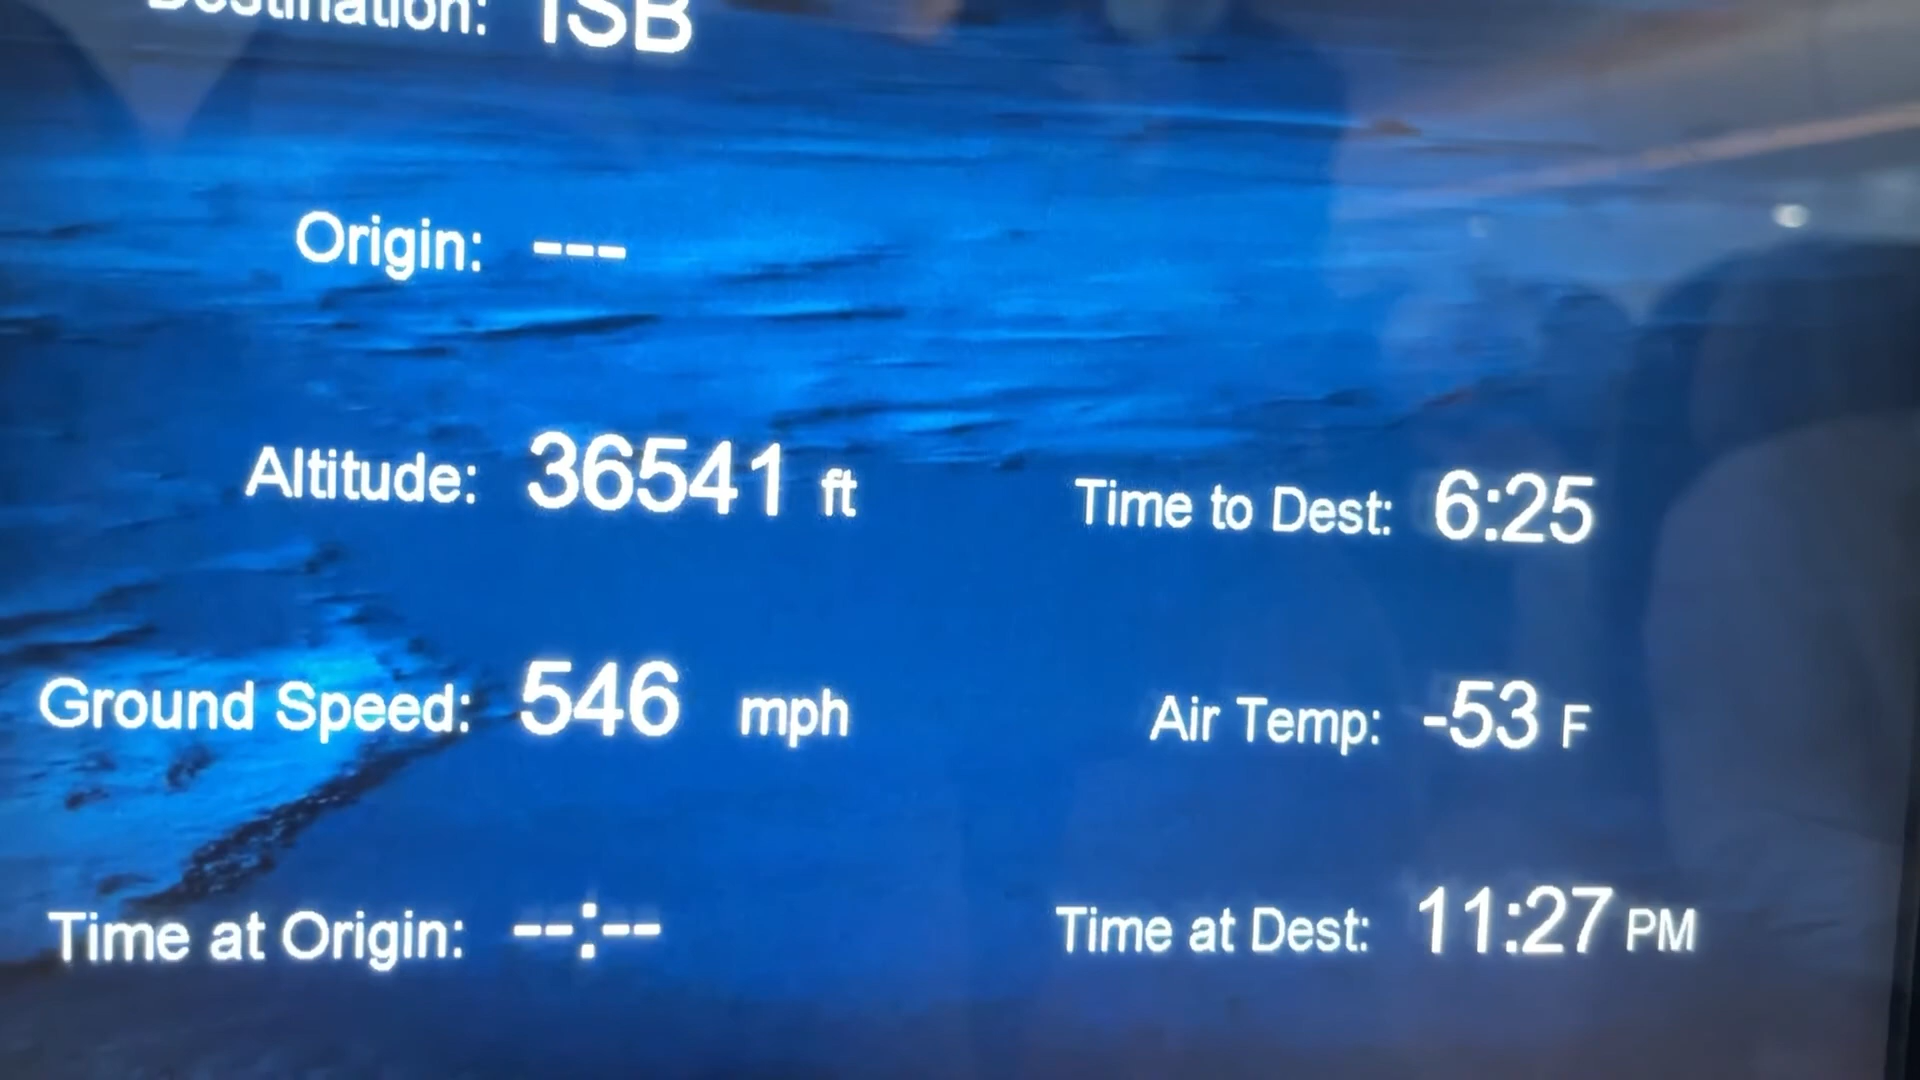 Destination: ISB
Origin: ---
Altitude: 36541 ft
Time to Dest: 6:25
Ground Speed: 546 mph
Air Temp: -53 F
Time at Origin: --:--
Time at Dest: 11:27 PM